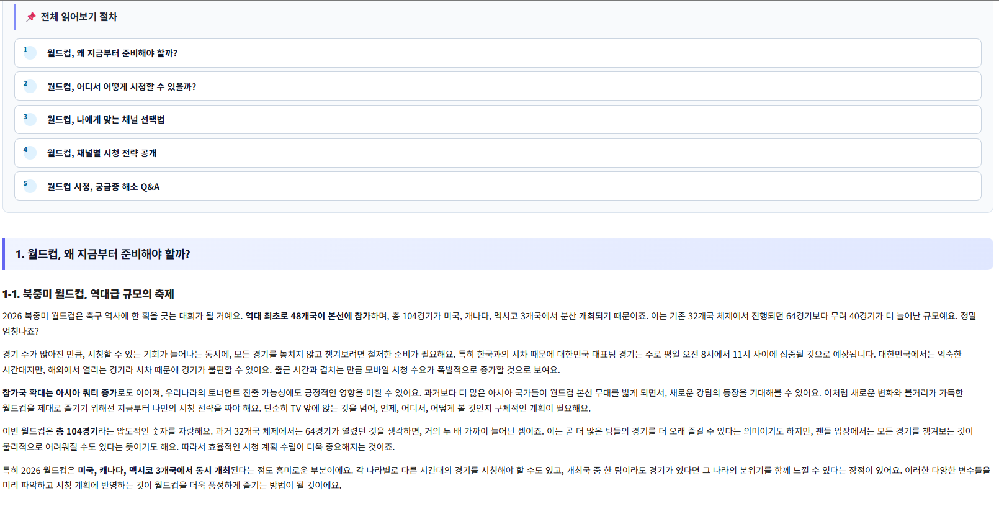 📌 전체 읽어보기 절차
1 월드컵, 왜 지금부터 준비해야 할까?
2 월드컵, 어디서 어떻게 시청할 수 있을까?
3 월드컵, 나에게 맞는 채널 선택법
4 월드컵, 채널별 시청 전략 공개
5 월드컵 시청, 궁금증 해소 Q&A
1. 월드컵, 왜 지금부터 준비해야 할까?
1-1. 북중미 월드컵, 역대급 규모의 축제
2026 북중미 월드컵은 축구 역사에 한 획을 긋는 대회가 될 거예요. 역대 최초로 48개국이 본선에 참가하며, 총 104경기가 미국, 캐나다, 멕시코 3개국에서 분산 개최되기 때문이죠. 이는 기존 32개국 체제에서 진행되던 64경기보다 무려 40경기가 더 늘어난 규모예요. 정말
엄청나죠?
경기 수가 많아진 만큼, 시청할 수 있는 기회가 늘어나는 동시에, 모든 경기를 놓치지 않고 챙겨보려면 철저한 준비가 필요해요. 특히 한국과의 시차 때문에 대한민국 대표팀 경기는 주로 평일 오전 8시에서 11시 사이에 집중될 것으로 예상됩니다. 대한민국에서는 익숙한
시간대지만, 해외에서 열리는 경기라 시차 때문에 경기가 불편할 수 있어요. 출근 시간과 겹치는 만큼 모바일 시청 수요가 폭발적으로 증가할 것으로 보여요.
참가국 확대는 아시아 쿼터 증가로도 이어져, 우리나라의 토너먼트 진출 가능성에도 긍정적인 영향을 미칠 수 있어요. 과거보다 더 많은 아시아 국가들이 월드컵 본선 무대를 밟게 되면서, 새로운 강팀의 등장을 기대해볼 수 있어요. 이처럼 새로운 변화와 볼거리가 가득한
월드컵을 제대로 즐기기 위해선 지금부터 나만의 시청 전략을 짜야 해요. 단순히 TV 앞에 앉는 것을 넘어, 언제, 어디서, 어떻게 볼 것인지 구체적인 계획이 필요해요.
이번 월드컵은 총 104경기라는 압도적인 숫자를 자랑해요. 과거 32개국 체제에서는 64경기가 열렸던 것을 생각하면, 거의 두 배 가까이 늘어난 셈이죠. 이는 곧 더 많은 팀들의 경기를 더 오래 즐길 수 있다는 의미이기도 하지만, 팬들 입장에서는 모든 경기를 챙겨보는 것이
물리적으로 어려워질 수도 있다는 뜻이기도 해요. 따라서 효율적인 시청 계획 수립이 더욱 중요해지는 것이죠.
특히 2026 월드컵은 미국, 캐나다, 멕시코 3개국에서 동시 개최된다는 점도 흥미로운 부분이에요. 각 나라별로 다른 시간대의 경기를 시청해야 할 수도 있고, 개최국 중 한 팀이라도 경기가 있다면 그 나라의 분위기를 함께 느낄 수 있다는 장점이 있어요. 이러한 다양한 변수들을
미리 파악하고 시청 계획에 반영하는 것이 월드컵을 더욱 풍성하게 즐기는 방법이 될 것이에요.